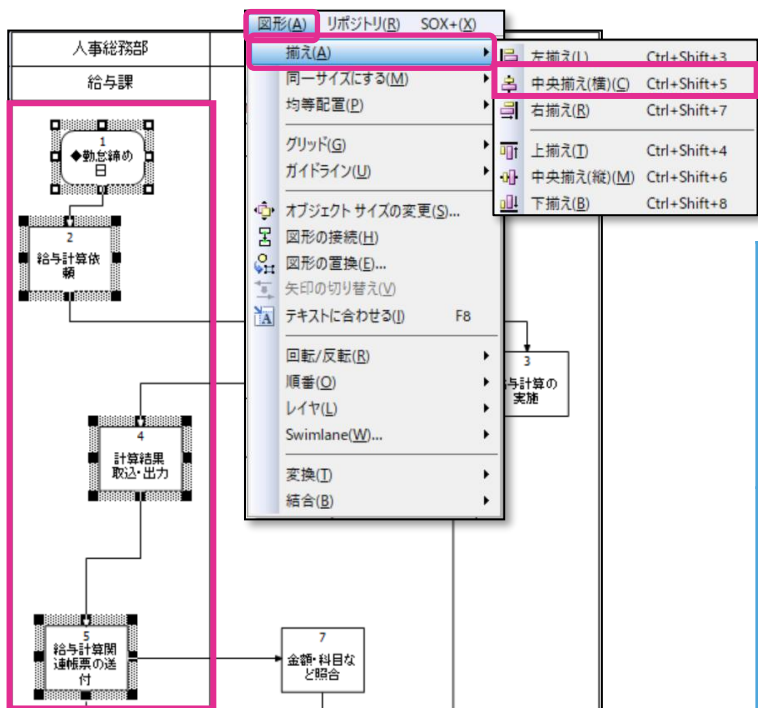 図形(A) リポジトリ(R) SOX+(X)
人事総務部
給与課
揃え(A)
同一サイズにする(M)
均等配置(P)
グリッド(G)
ガイドライン(U)
オブジェクト サイズの変更(S)...
図形の接続(H)
図形の置換(E)...
矢印の切り替え(V)
テキストに合わせる(I) F8
回転/反転(R)
順番(O)
レイヤ(L)
Swimlane(W)...
変換(T)
結合(B)
左揃え(L) Ctrl+Shift+3
中央揃え(横)(C) Ctrl+Shift+5
右揃え(R) Ctrl+Shift+7
上揃え(T) Ctrl+Shift+4
中央揃え(縦)(M) Ctrl+Shift+6
下揃え(B) Ctrl+Shift+8
1
◆勤怠締め
日
2
給与計算依
頼
3
与計算の
実施
4
計算結果
取込・出力
5
給与計算関
連帳票の送
付
7
金額・科目な
ど照合